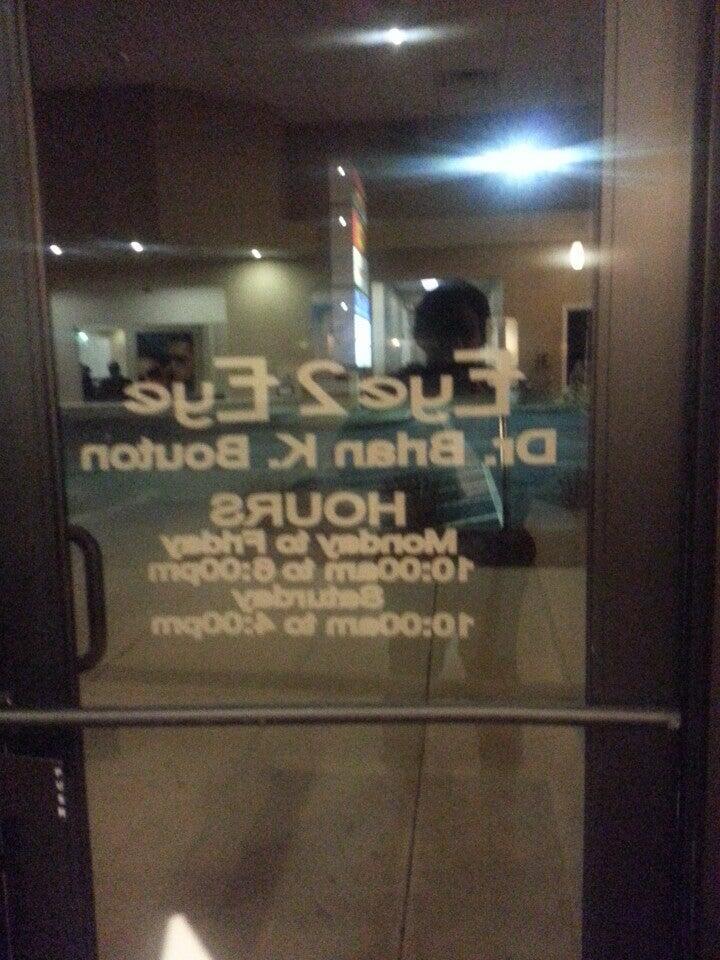 Eye 2 Eye
Dr. Brian K. Bouton
HOURS
Monday to Friday
10:00am to 6:00pm
Saturday
10:00am to 4:00pm